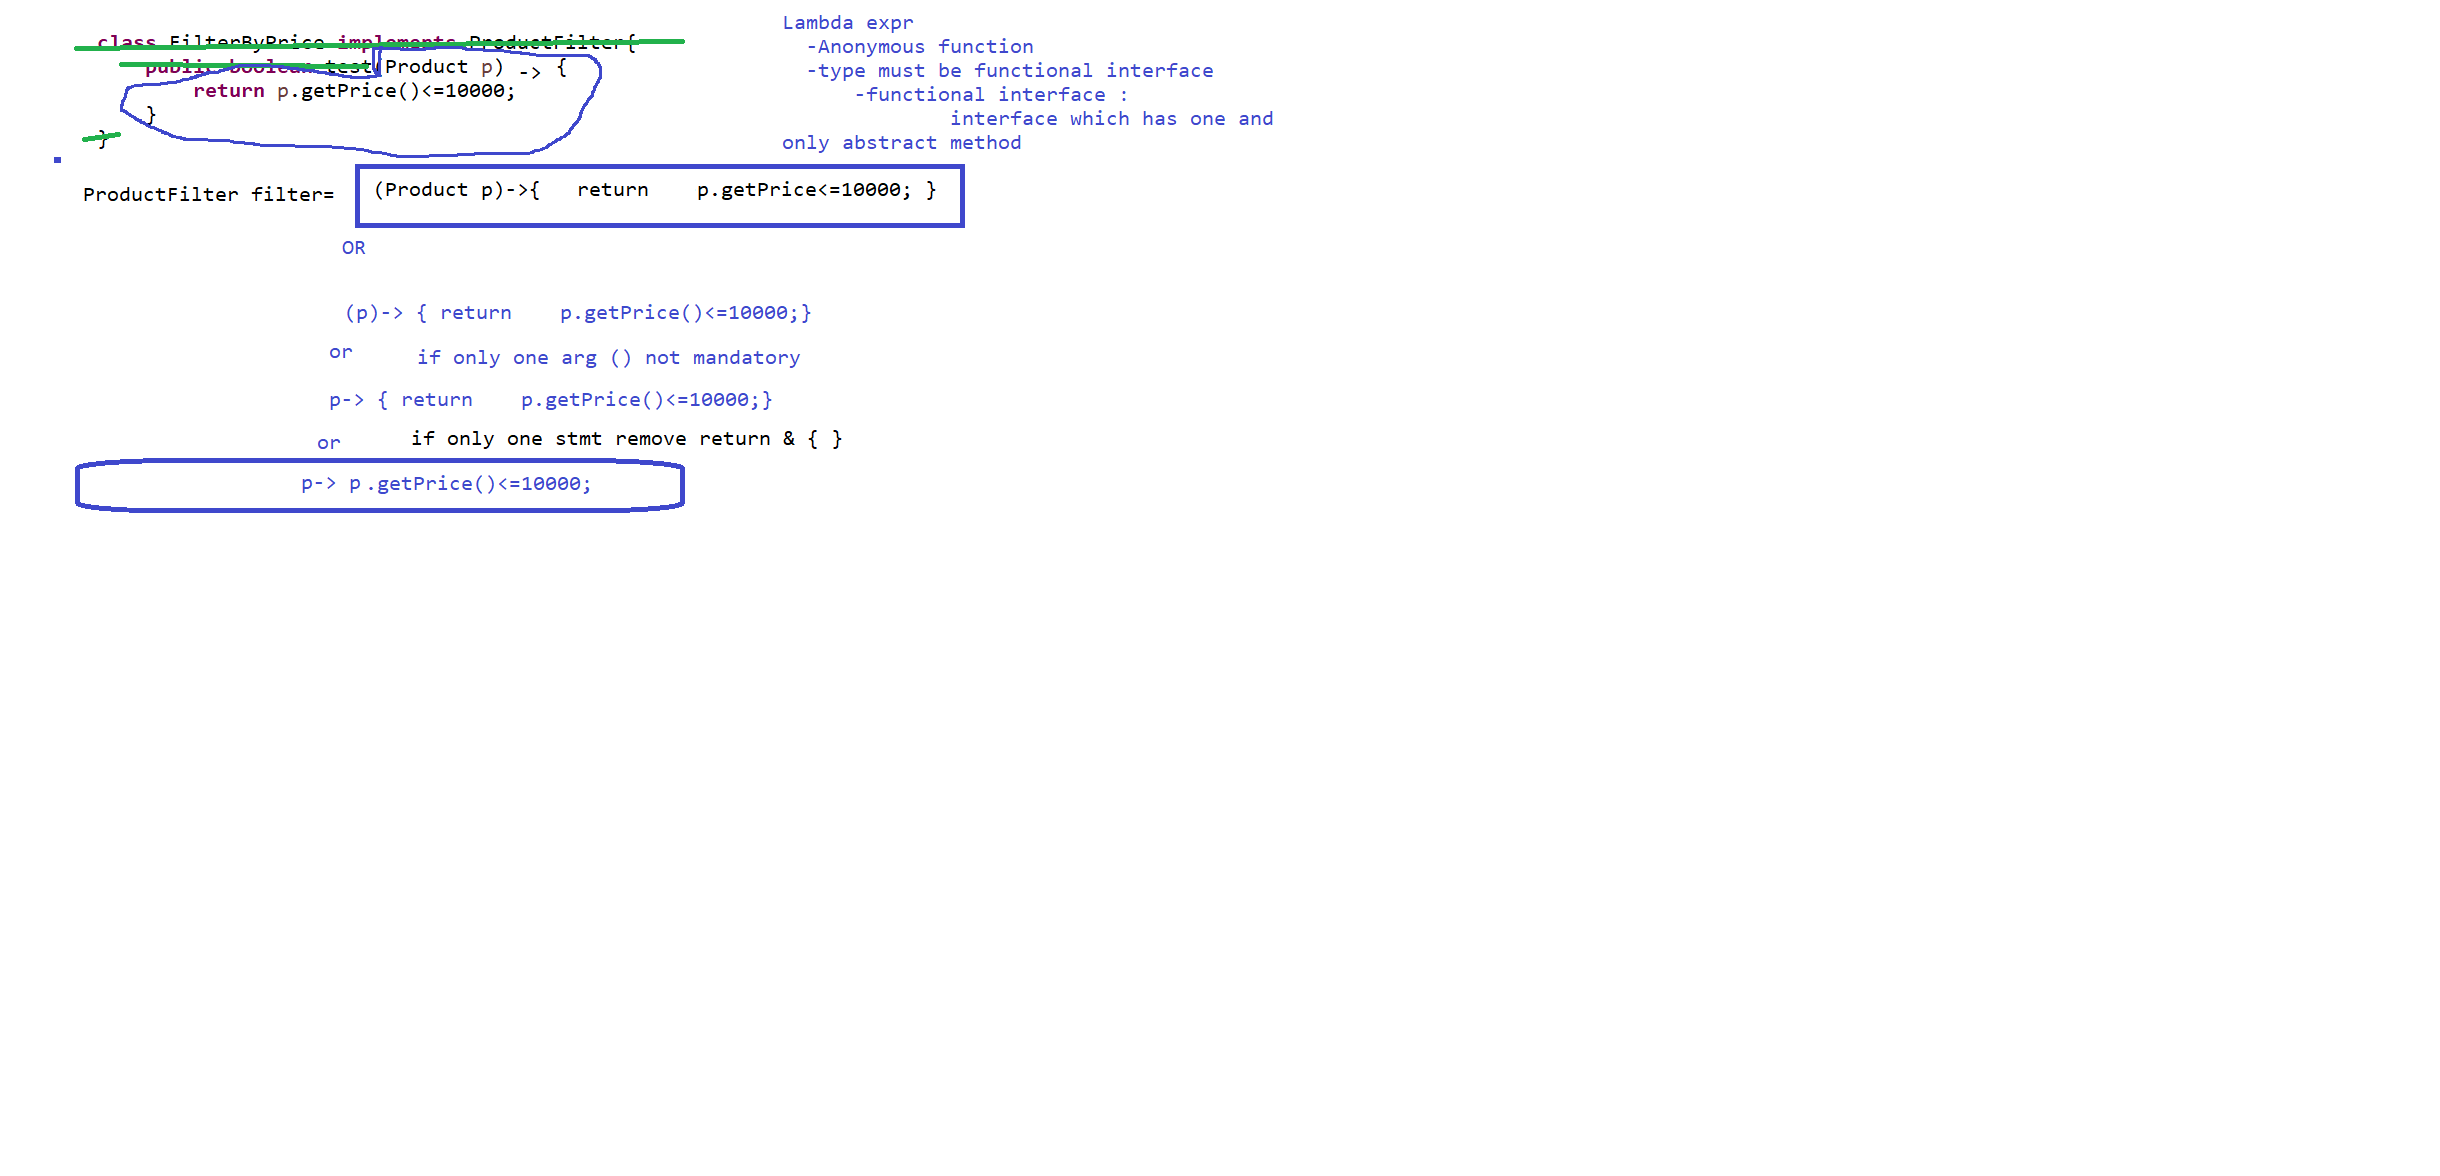 class FilterByPrice implements ProductFilter{
public boolean test(Product p) -> {
return p.getPrice()<=10000;
}
}
Lambda expr
-Anonymous function
-type must be functional interface
-functional interface :
interface which has one and
only abstract method
ProductFilter filter= (Product p)->{ return p.getPrice<=10000; }
OR
(p)-> { return p.getPrice()<=10000;}
or if only one arg () not mandatory
p-> { return p.getPrice()<=10000;}
or if only one stmt remove return & { }
p-> p.getPrice()<=10000;